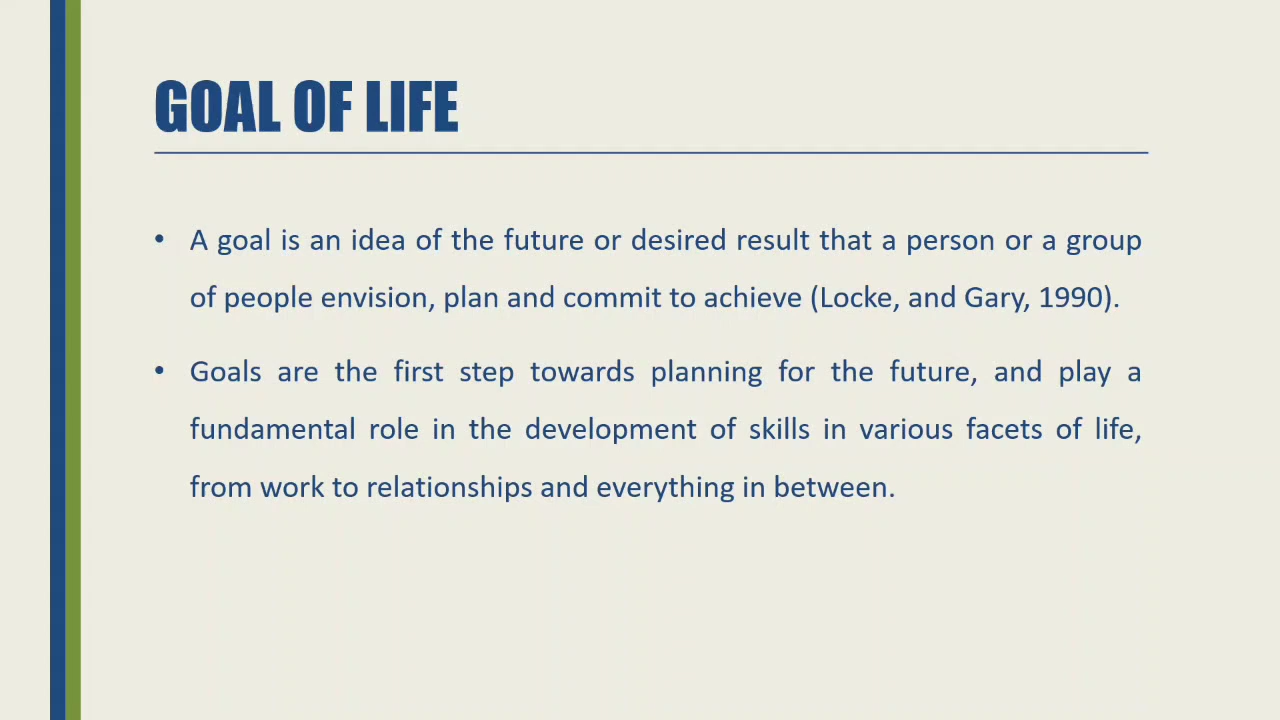 GOAL OF LIFE
• A goal is an idea of the future or desired result that a person or a group
of people envision, plan and commit to achieve (Locke, and Gary, 1990).
• Goals are the first step towards planning for the future, and play a
fundamental role in the development of skills in various facets of life,
from work to relationships and everything in between.